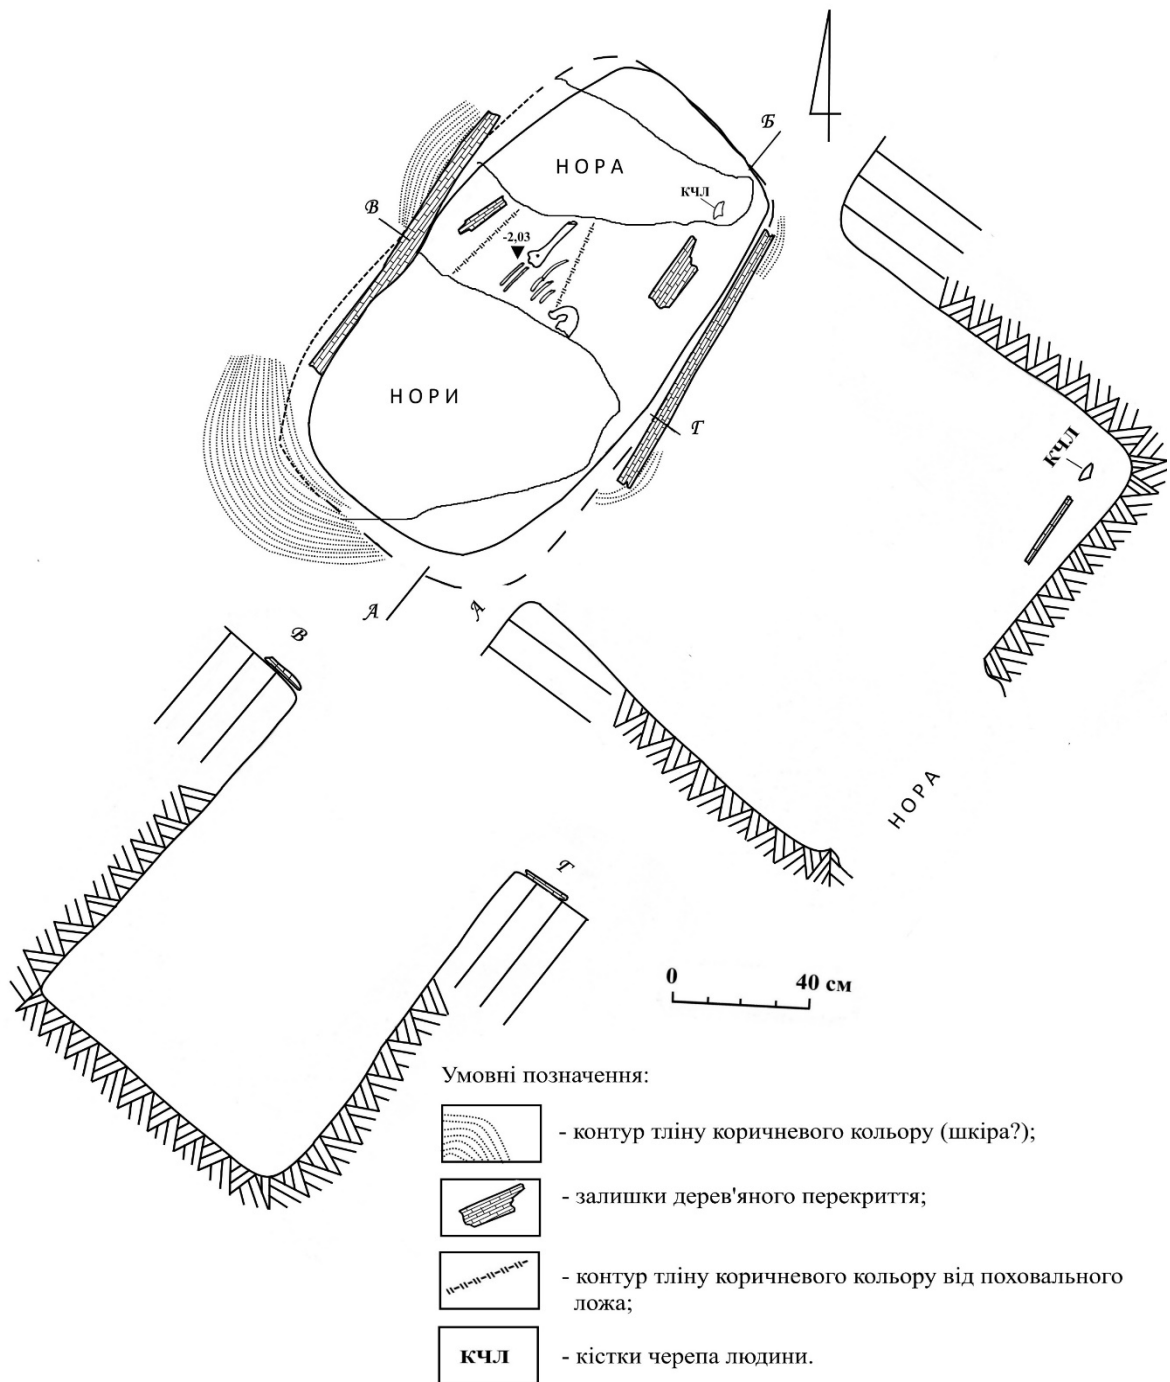 Б
НОРА
КЧЛ
В
-2,03
НОРИ
Г
КЧЛ
А
А
В
НОРА
Г
0
40 см
Умовні позначення:
- контур тліну коричневого кольору (шкіра?);
- залишки дерев'яного перекриття;
- контур тліну коричневого кольору від поховального
ложа;
КЧЛ
- кістки черепа людини.